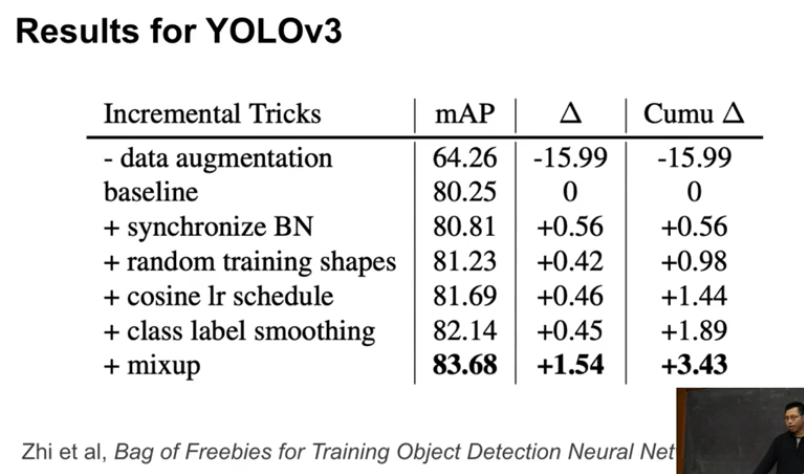 Results for YOLOv3
Incremental Tricks mAP Δ Cumu Δ
- data augmentation 64.26 -15.99 -15.99
baseline 80.25 0 0
+ synchronize BN 80.81 +0.56 +0.56
+ random training shapes 81.23 +0.42 +0.98
+ cosine lr schedule 81.69 +0.46 +1.44
+ class label smoothing 82.14 +0.45 +1.89
+ mixup 83.68 +1.54 +3.43
Zhi et al, Bag of Freebies for Training Object Detection Neural Net